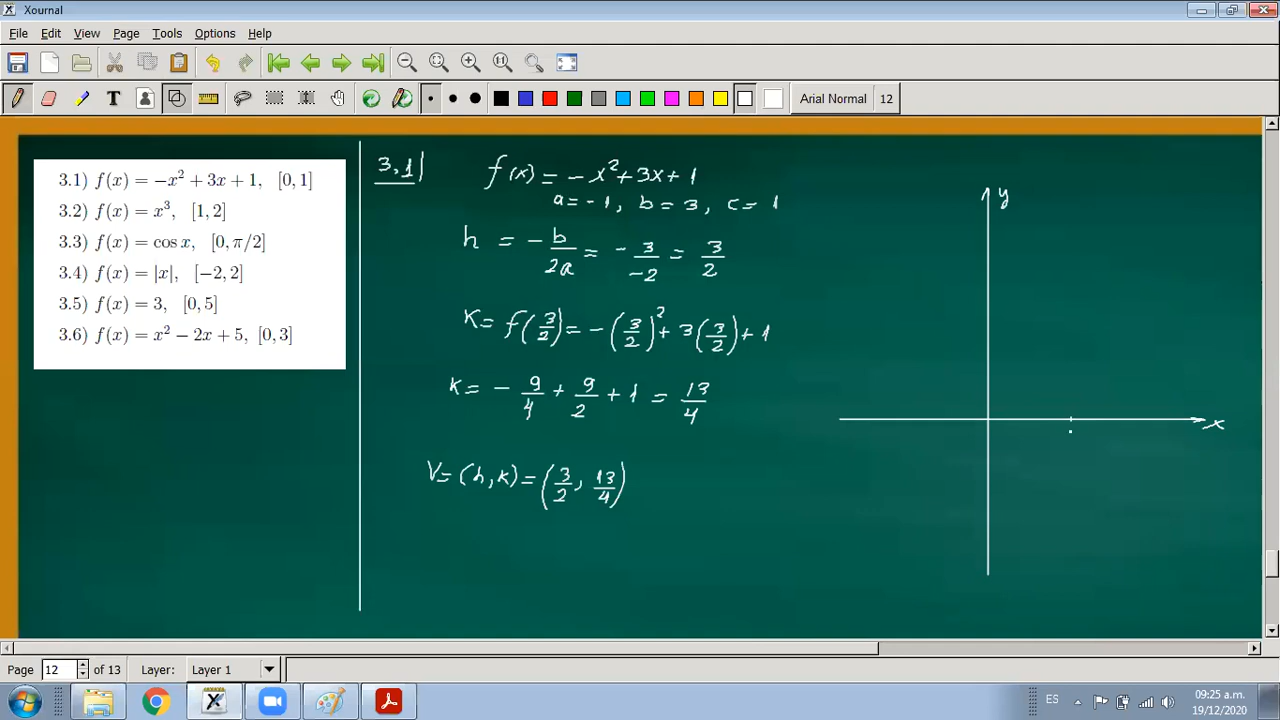 Xournal
File Edit View Page Tools Options Help
Arial Normal 12
3.1) f(x) = −x² + 3x + 1, [0, 1]
3.2) f(x) = x³, [1, 2]
3.3) f(x) = cos x, [0, π/2]
3.4) f(x) = |x|, [−2, 2]
3.5) f(x) = 3, [0, 5]
3.6) f(x) = x² − 2x + 5, [0, 3]
3,1|
f(x) = − x² + 3x + 1
a = −1, b = 3, c = 1
h = − b/2a = − 3/−2 = 3/2
K = f(3/2) = −(3/2)² + 3(3/2) + 1
K = − 9/4 + 9/2 + 1 = 13/4
V = (h, K) = (3/2, 13/4)
y
x
Page 12 of 13 Layer: Layer 1
ES
09:25 a.m.
19/12/2020